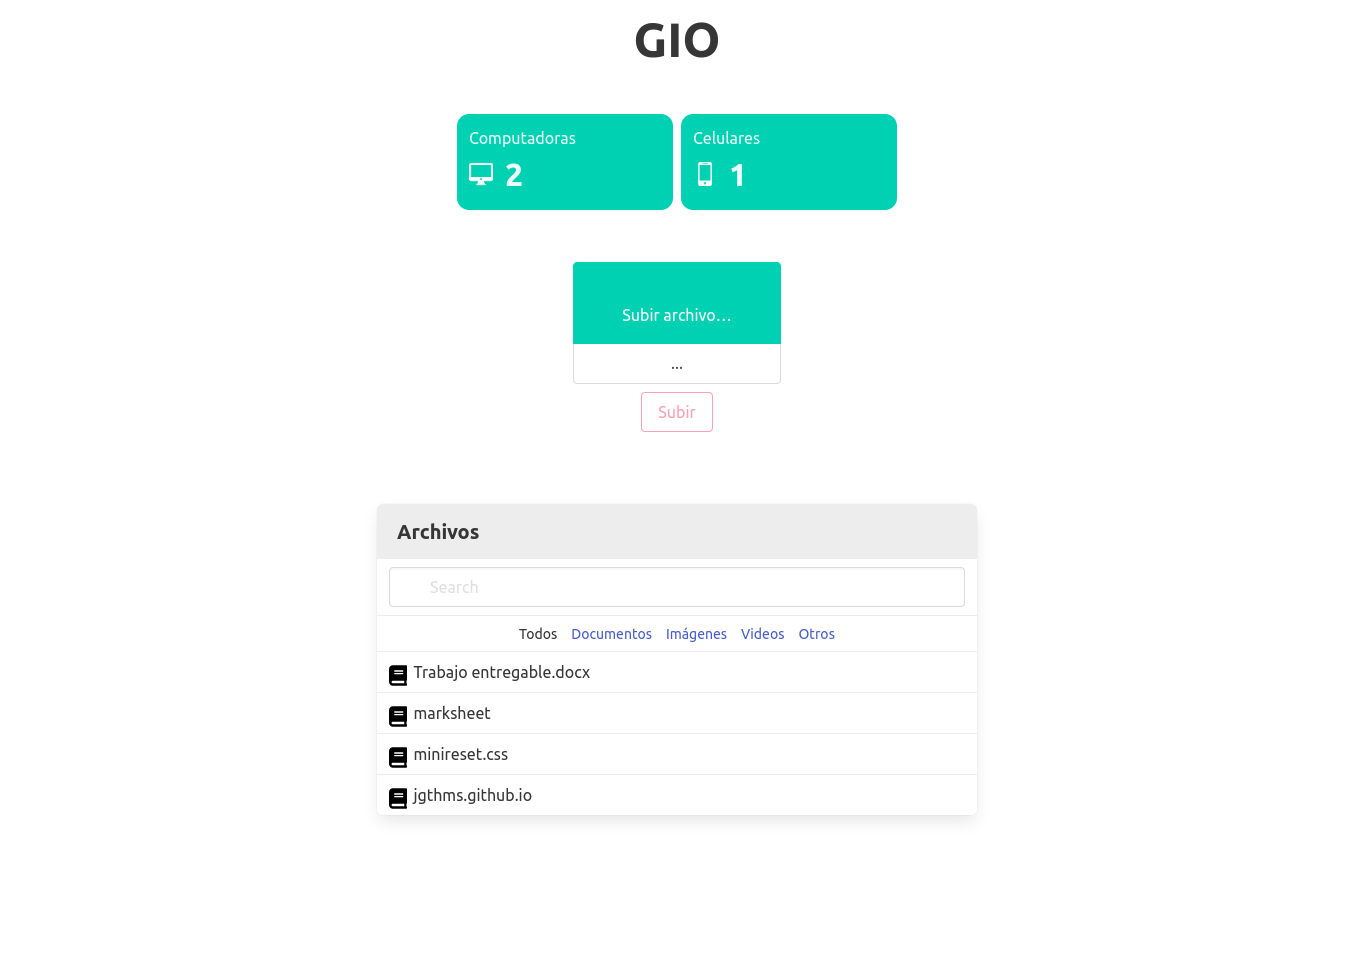 GIO
Computadoras
2
Celulares
1
Subir archivo…
...
Subir
Archivos
Search
Todos Documentos Imágenes Videos Otros
Trabajo entregable.docx
marksheet
minireset.css
jgthms.github.io